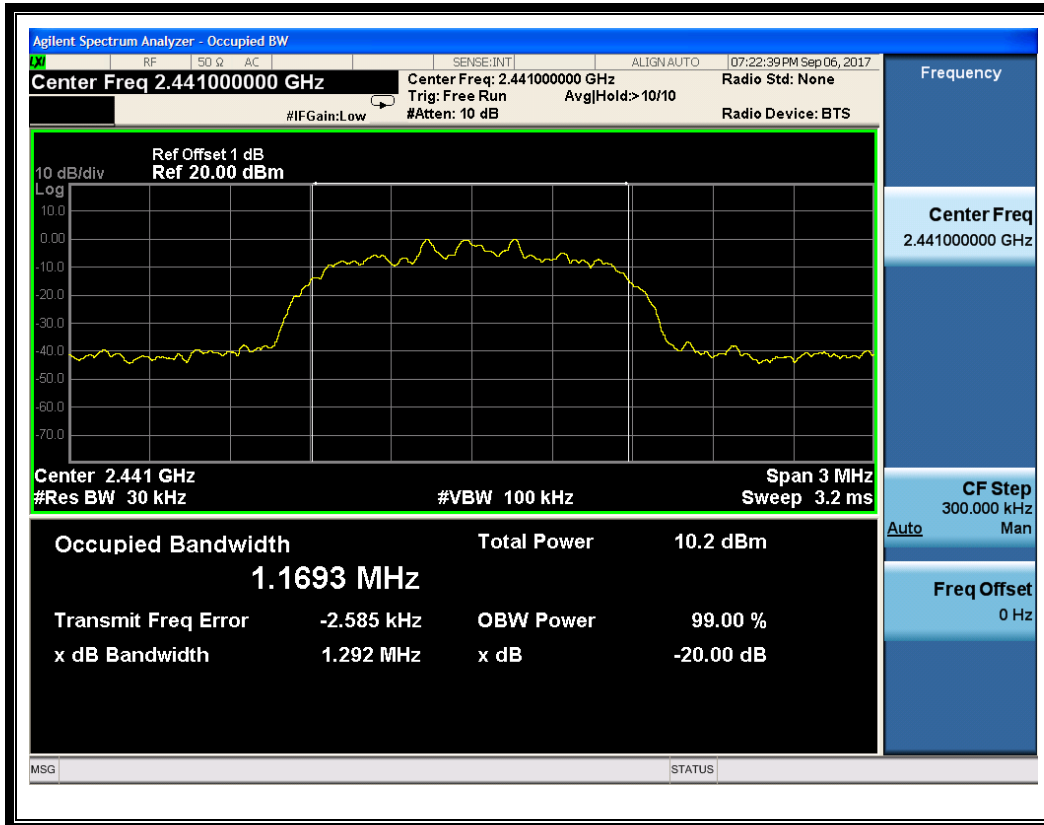 Agilent Spectrum Analyzer - Occupied BW
LXI RF 50 Ω AC SENSE:INT ALIGN AUTO 07:22:39 PM Sep 06, 2017
Center Freq 2.441000000 GHz
Center Freq: 2.441000000 GHz
Radio Std: None
Trig: Free Run Avg|Hold:> 10/10
#IFGain:Low
#Atten: 10 dB
Radio Device: BTS
Frequency
Ref Offset 1 dB
10 dB/div Ref 20.00 dBm
Log
10.0
0.00
-10.0
-20.0
-30.0
-40.0
-50.0
-60.0
-70.0
Center 2.441 GHz Span 3 MHz
#Res BW 30 kHz #VBW 100 kHz Sweep 3.2 ms
Center Freq
2.441000000 GHz
CF Step
300.000 kHz
Auto Man
Freq Offset
0 Hz
Occupied Bandwidth Total Power 10.2 dBm
1.1693 MHz
Transmit Freq Error -2.585 kHz OBW Power 99.00 %
x dB Bandwidth 1.292 MHz x dB -20.00 dB
MSG STATUS